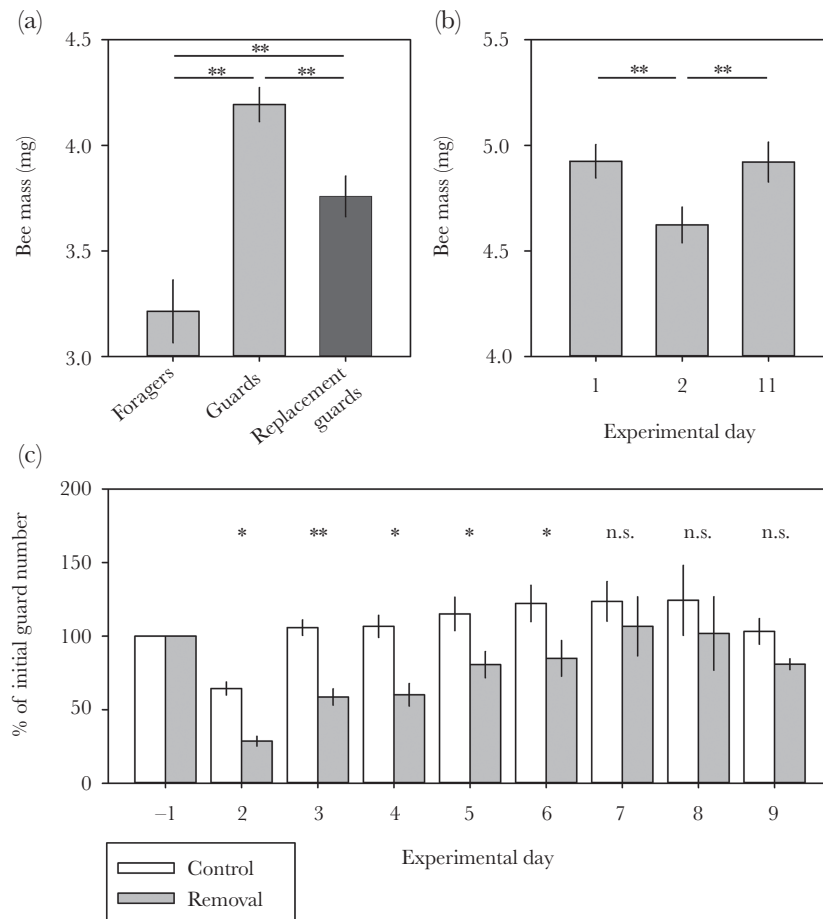 (a)
4.5
4.0
3.5
3.0
Bee mass (mg)
**
** **
Foragers
Guards
Replacement
guards
(b)
5.5
5.0
4.5
4.0
Bee mass (mg)
** **
1 2 11
Experimental day
(c)
200
150
100
50
0
% of initial guard number
* ** * * * n.s. n.s. n.s.
–1 2 3 4 5 6 7 8 9
Experimental day
Control
Removal